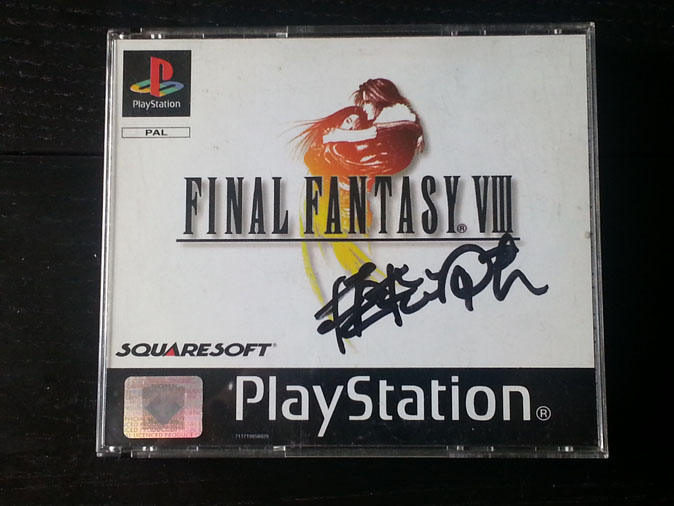 PlayStation
PAL
FINAL FANTASY® VIII
SQUARESOFT®
PlayStation®